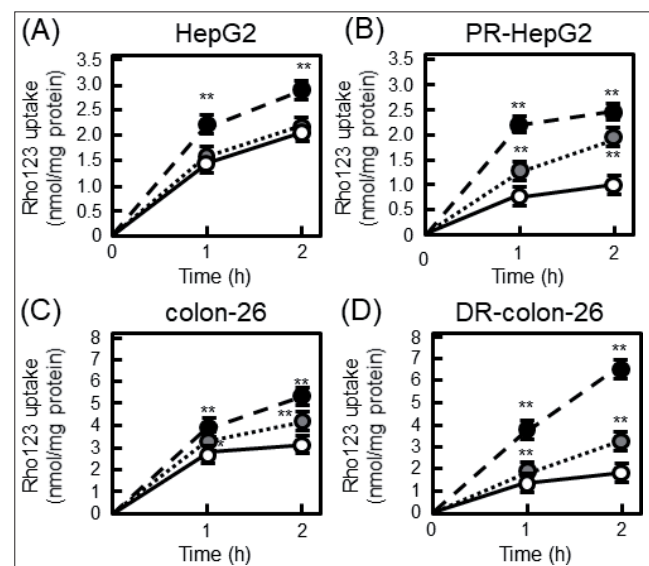 (A) HepG2
Rho123 uptake
(nmol/mg protein)
3.5
3.0
2.5
2.0
1.5
1.0
0.5
0
** **
0 1 2
Time (h)
(B) PR-HepG2
Rho123 uptake
(nmol/mg protein)
3.5
3.0
2.5
2.0
1.5
1.0
0.5
0
** **
** **
0 1 2
Time (h)
(C) colon-26
Rho123 uptake
(nmol/mg protein)
8
7
6
5
4
3
2
1
0
** **
* **
0 1 2
Time (h)
(D) DR-colon-26
Rho123 uptake
(nmol/mg protein)
8
7
6
5
4
3
2
1
0
** **
** **
0 1 2
Time (h)